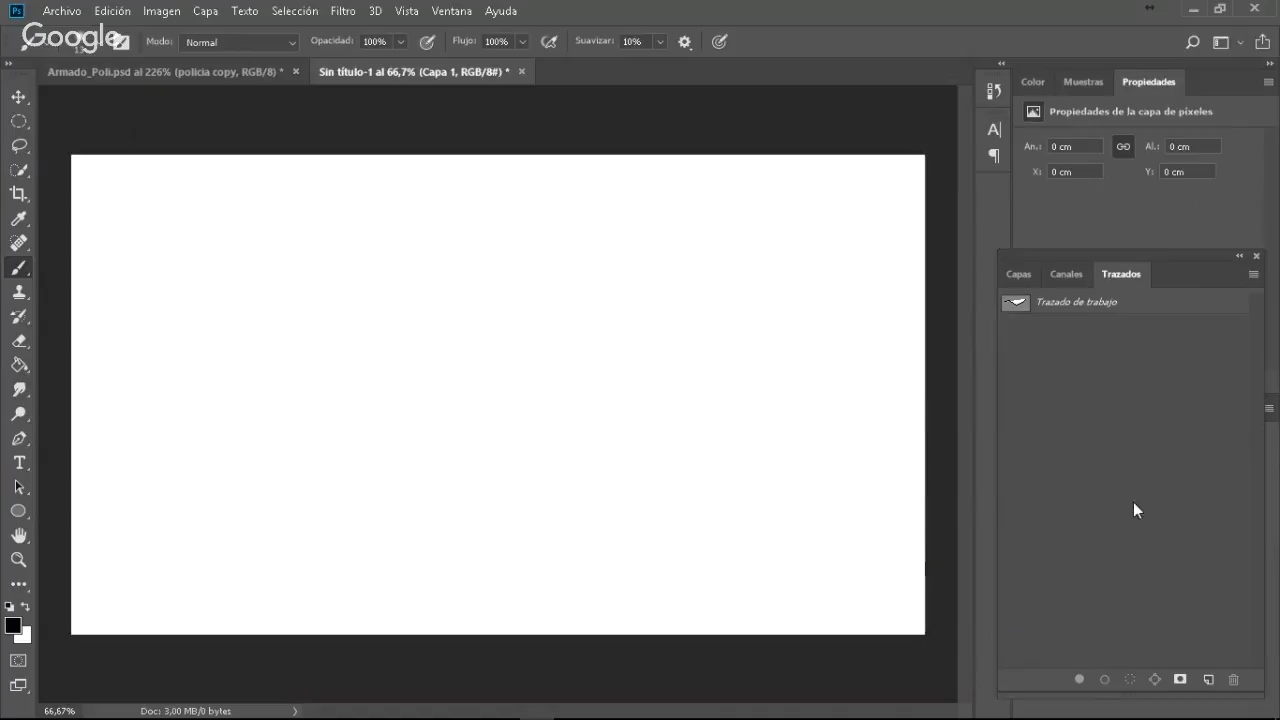 Ps Archivo Edición Imagen Capa Texto Selección Filtro 3D Vista Ventana Ayuda
Google
Modo: Normal Opacidad: 100% Flujo: 100% Suavizar: 10%
Armado_Poli.psd al 226% (policia copy, RGB/8) * Sin título-1 al 66,7% (Capa 1, RGB/8#) *
Color Muestras Propiedades
Propiedades de la capa de píxeles
An.: 0 cm Al.: 0 cm
X: 0 cm Y: 0 cm
Capas Canales Trazados
Trazado de trabajo
66,67% Doc: 3,00 MB/0 bytes